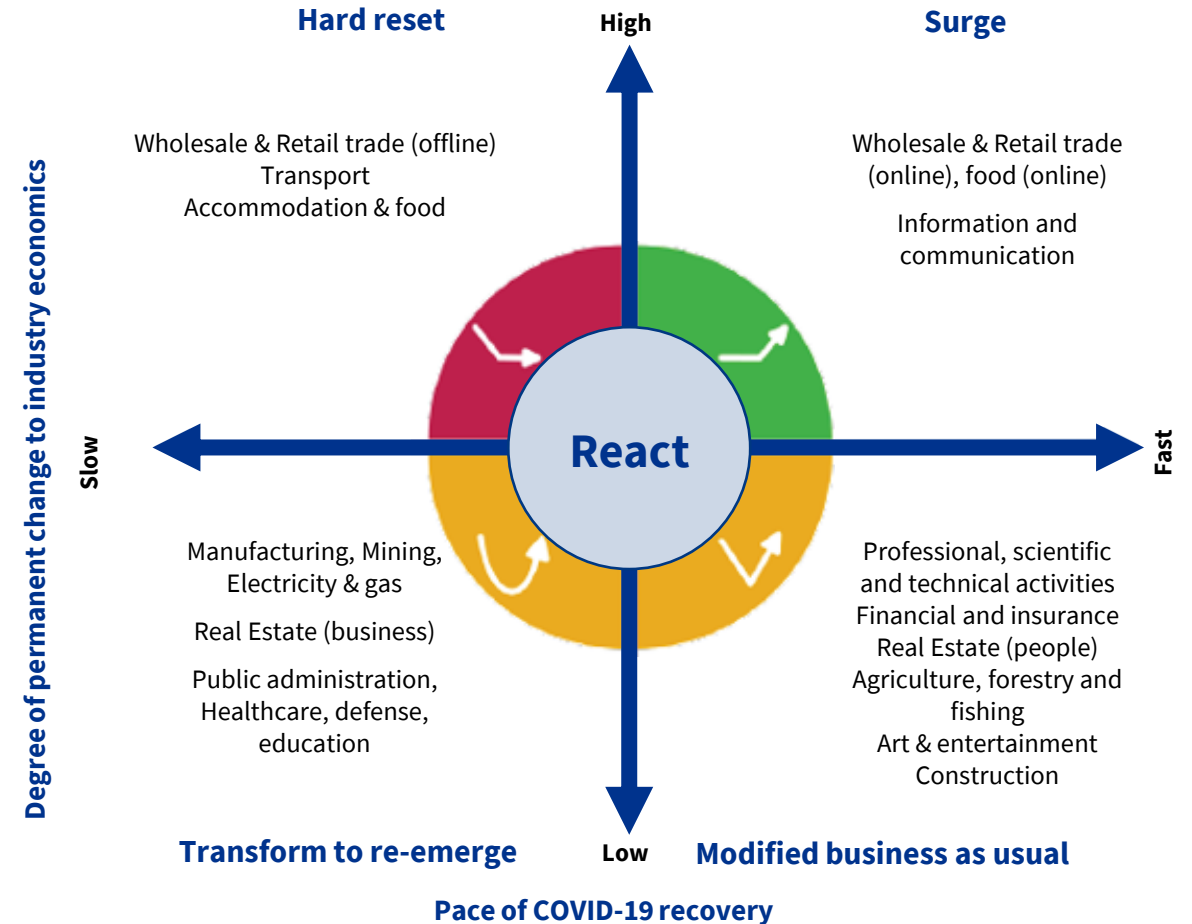 Hard reset
High
Surge
Wholesale & Retail trade (offline)
Transport
Accommodation & food
Wholesale & Retail trade
(online), food (online)
Information and
communication
Degree of permanent change to industry economics
Slow
React
Fast
Manufacturing, Mining,
Electricity & gas
Real Estate (business)
Public administration,
Healthcare, defense,
education
Professional, scientific
and technical activities
Financial and insurance
Real Estate (people)
Agriculture, forestry and
fishing
Art & entertainment
Construction
Transform to re-emerge
Low
Modified business as usual
Pace of COVID-19 recovery